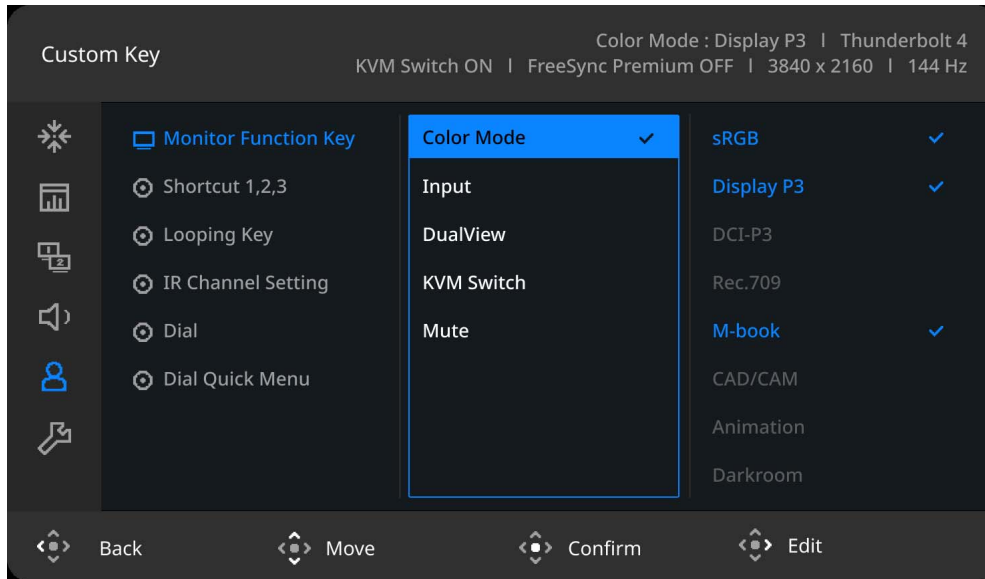 Custom Key
Color Mode : Display P3 | Thunderbolt 4
KVM Switch ON | FreeSync Premium OFF | 3840 x 2160 | 144 Hz
Monitor Function Key
Shortcut 1,2,3
Looping Key
IR Channel Setting
Dial
Dial Quick Menu
Color Mode
Input
DualView
KVM Switch
Mute
sRGB
Display P3
DCI-P3
Rec.709
M-book
CAD/CAM
Animation
Darkroom
1
2
Back
Move
Confirm
Edit